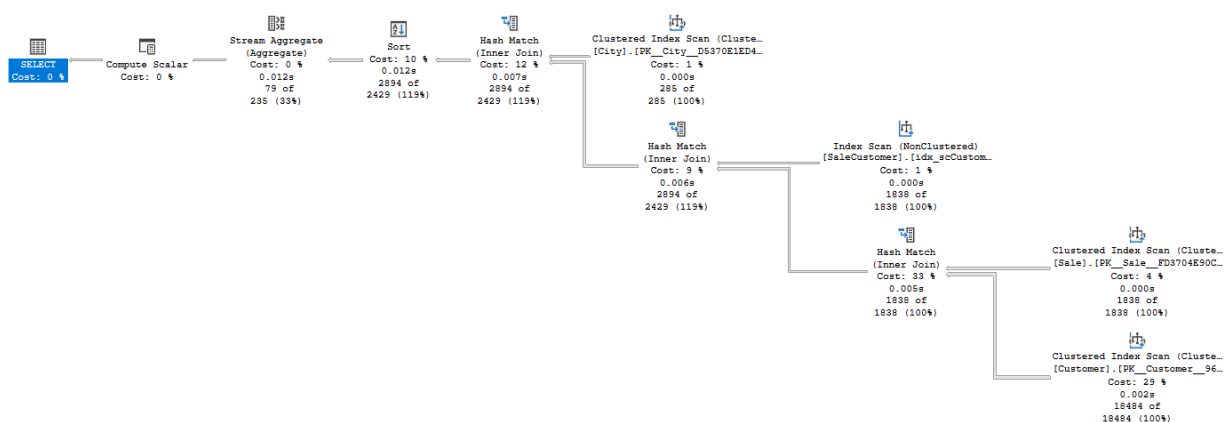 SELECT
Cost: 0 %
Compute Scalar
Cost: 0 %
Stream Aggregate
(Aggregate)
Cost: 0 %
0.012s
79 of
235 (33%)
Sort
Cost: 10 %
0.012s
2894 of
2429 (119%)
Hash Match
(Inner Join)
Cost: 12 %
0.007s
2894 of
2429 (119%)
Clustered Index Scan (Cluste…
[City].[PK__City__D5370E1ED4…
Cost: 1 %
0.000s
285 of
285 (100%)
Hash Match
(Inner Join)
Cost: 9 %
0.006s
2894 of
2429 (119%)
Index Scan (NonClustered)
[SaleCustomer].[idx_scCustom…
Cost: 1 %
0.000s
1838 of
1838 (100%)
Hash Match
(Inner Join)
Cost: 33 %
0.005s
1838 of
1838 (100%)
Clustered Index Scan (Cluste…
[Sale].[PK__Sale__FD3704E90C…
Cost: 4 %
0.000s
1838 of
1838 (100%)
Clustered Index Scan (Cluste…
[Customer].[PK__Customer__96…
Cost: 29 %
0.002s
18484 of
18484 (100%)